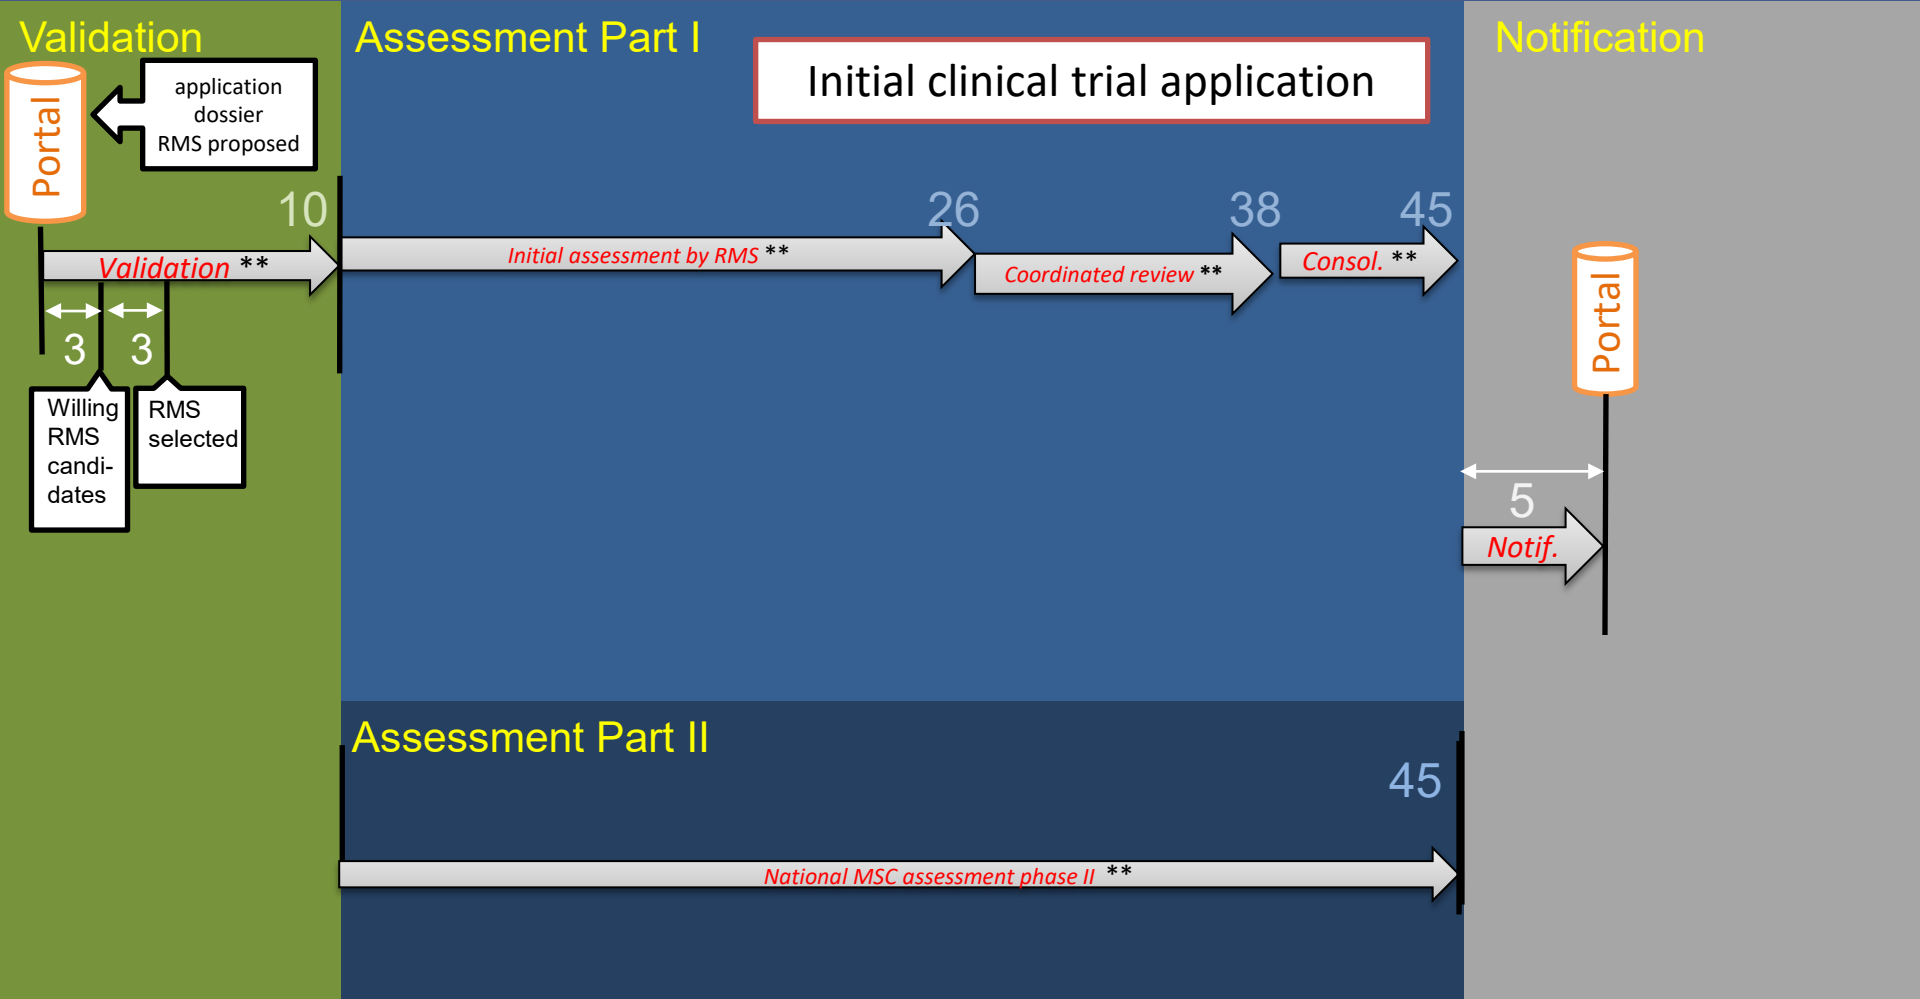 Validation
Assessment Part I
Notification
Initial clinical trial application
Portal
application
dossier
RMS proposed
10
26
38
45
Validation **
Initial assessment by RMS **
Coordinated review **
Consol. **
3
3
Willing
RMS
candi-
dates
RMS
selected
Portal
5
Notif.
Assessment Part II
45
National MSC assessment phase II **